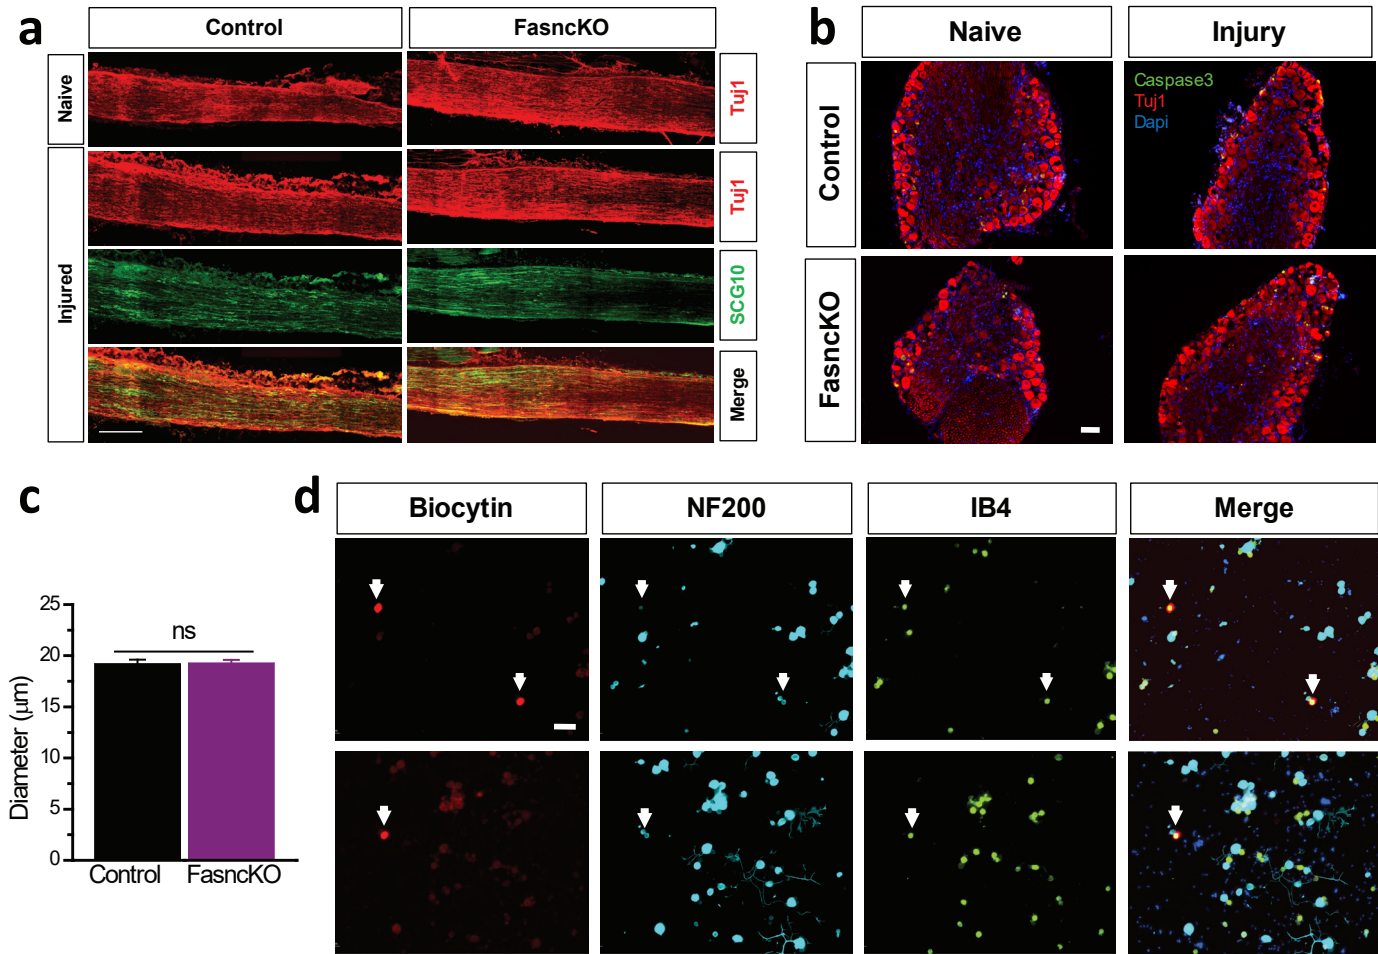 a
Control
FasncKO
Naive
Tuj1
Injured
Tuj1
SCG10
Merge
b
Naive
Injury
Control
Caspase3
Tuj1
Dapi
FasncKO
c
ns
Diameter (μm)
25
20
15
10
5
0
Control
FasncKO
d
Biocytin
NF200
IB4
Merge